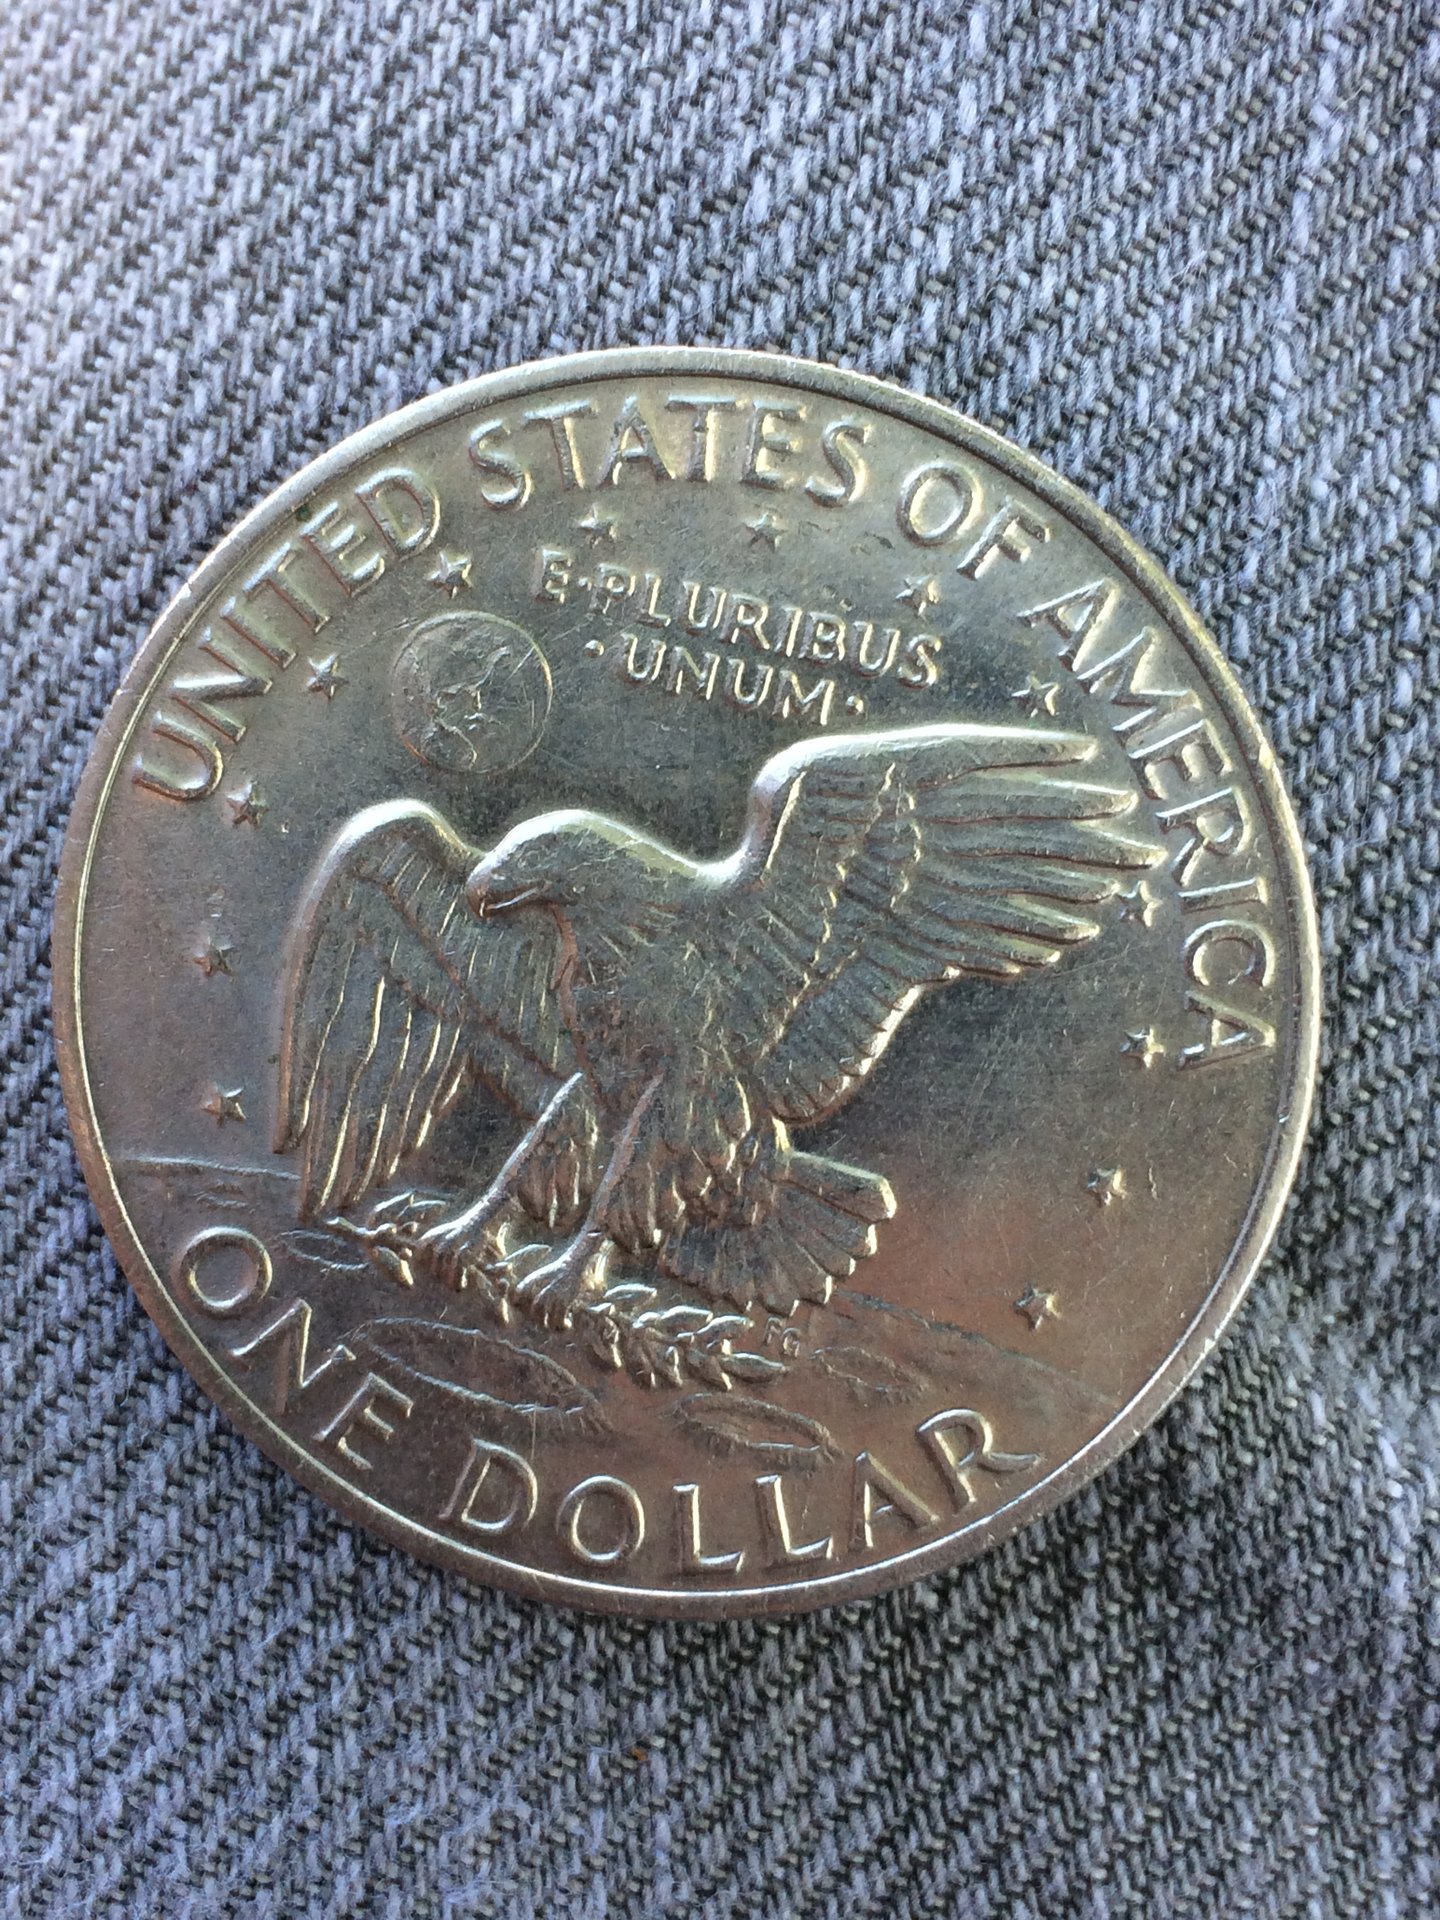 UNITED STATES OF AMERICA
E·PLURIBUS
·UNUM·
FG
ONE DOLLAR